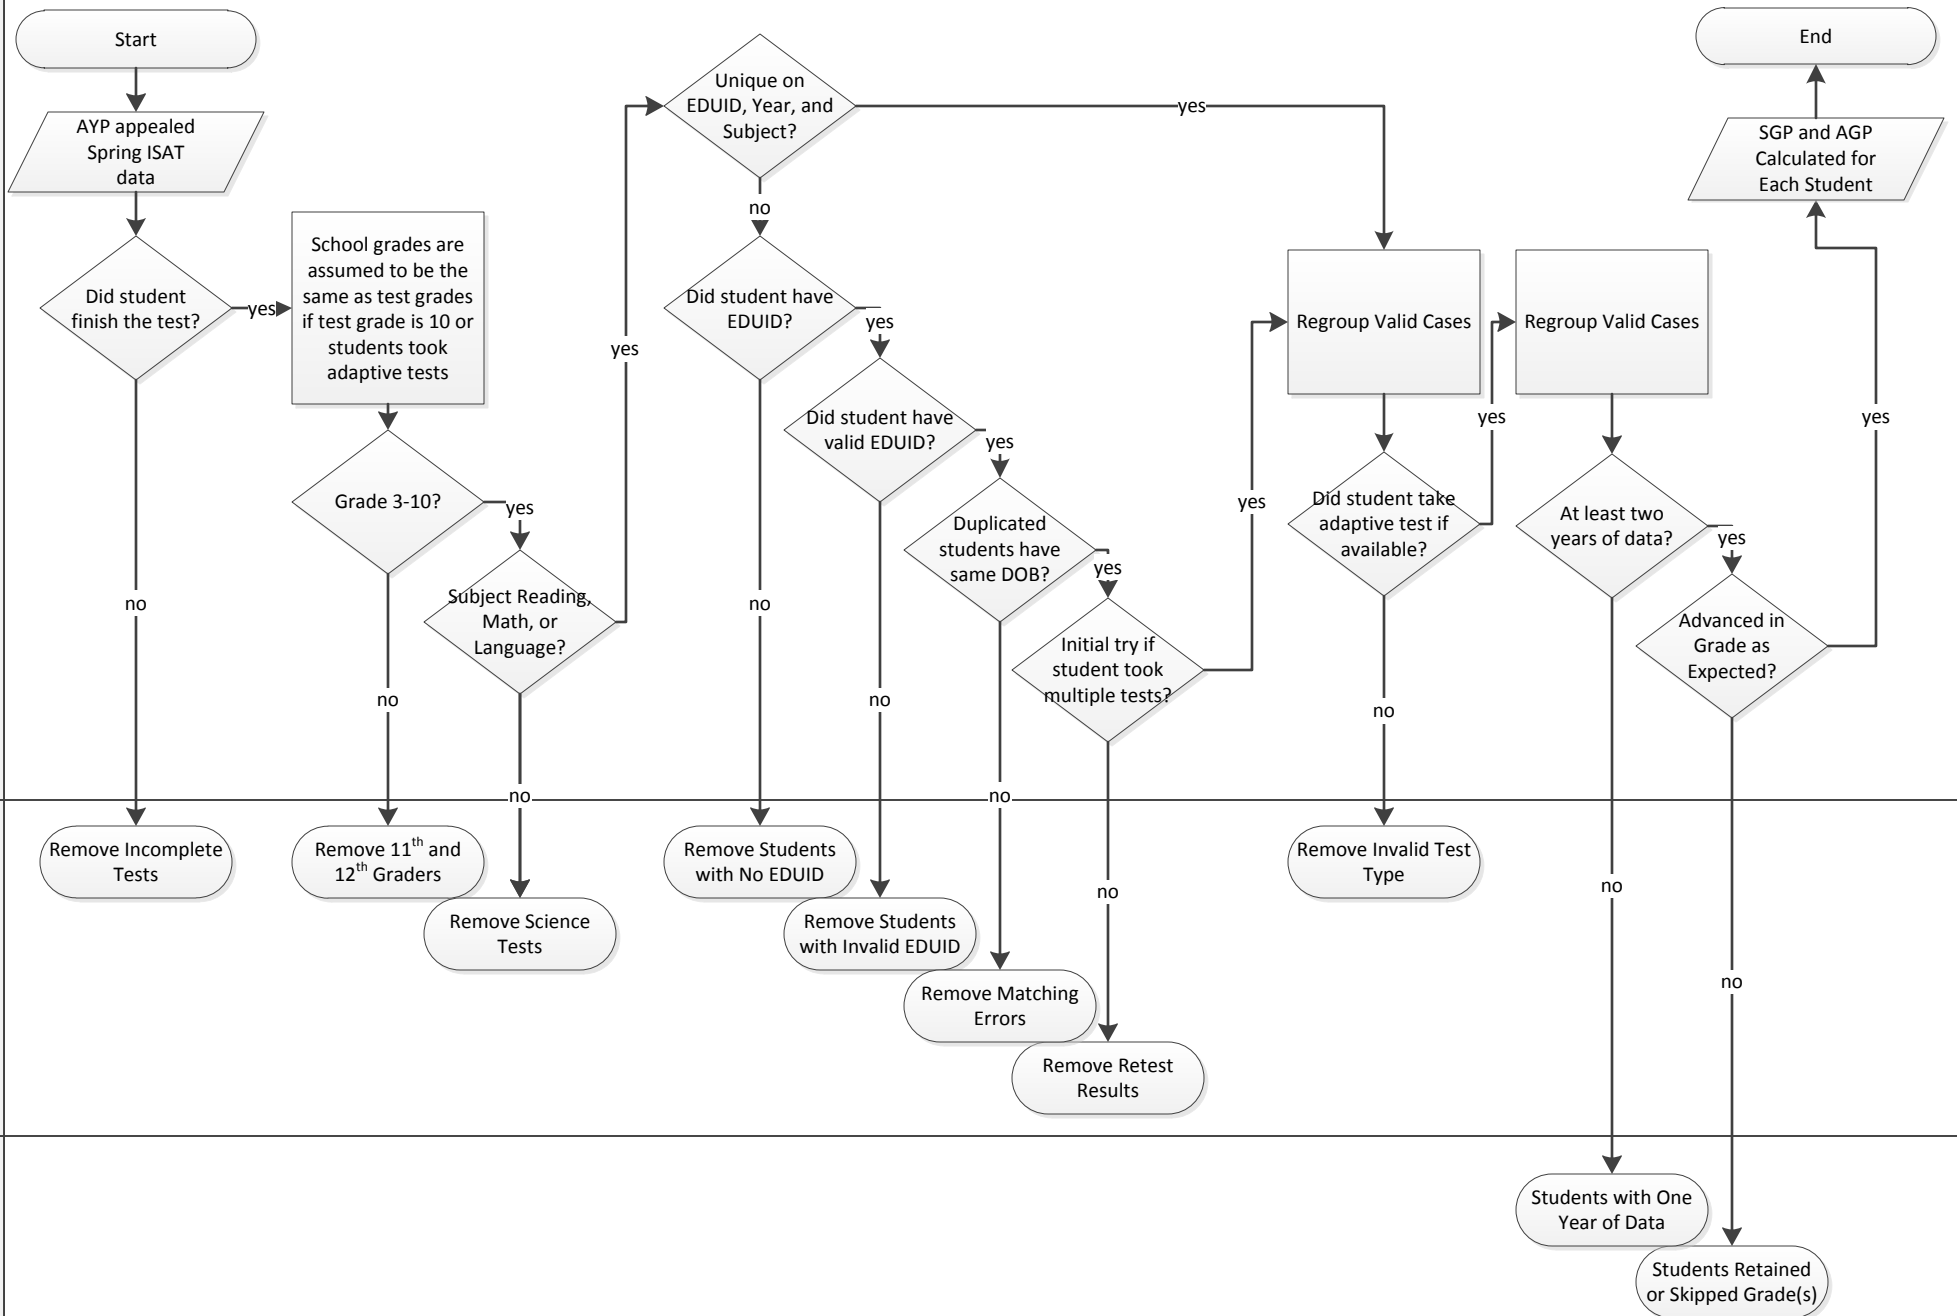 Start
AYP appealed
Spring ISAT
data
Did student
finish the test?
yes
no
Remove Incomplete
Tests
School grades are
assumed to be the
same as test grades
if test grade is 10 or
students took
adaptive tests
Grade 3-10?
yes
no
Remove 11th and
12th Graders
Subject Reading,
Math, or
Language?
yes
no
Remove Science
Tests
Unique on
EDUID, Year, and
Subject?
yes
no
Did student have
EDUID?
yes
no
Remove Students
with No EDUID
Did student have
valid EDUID?
yes
no
Remove Students
with Invalid EDUID
Duplicated
students have
same DOB?
yes
no
Remove Matching
Errors
Initial try if
student took
multiple tests?
yes
no
Remove Retest
Results
Regroup Valid Cases
Did student take
adaptive test if
available?
yes
no
Remove Invalid Test
Type
Regroup Valid Cases
At least two
years of data?
yes
no
Students with One
Year of Data
Advanced in
Grade as
Expected?
yes
no
Students Retained
or Skipped Grade(s)
SGP and AGP
Calculated for
Each Student
End